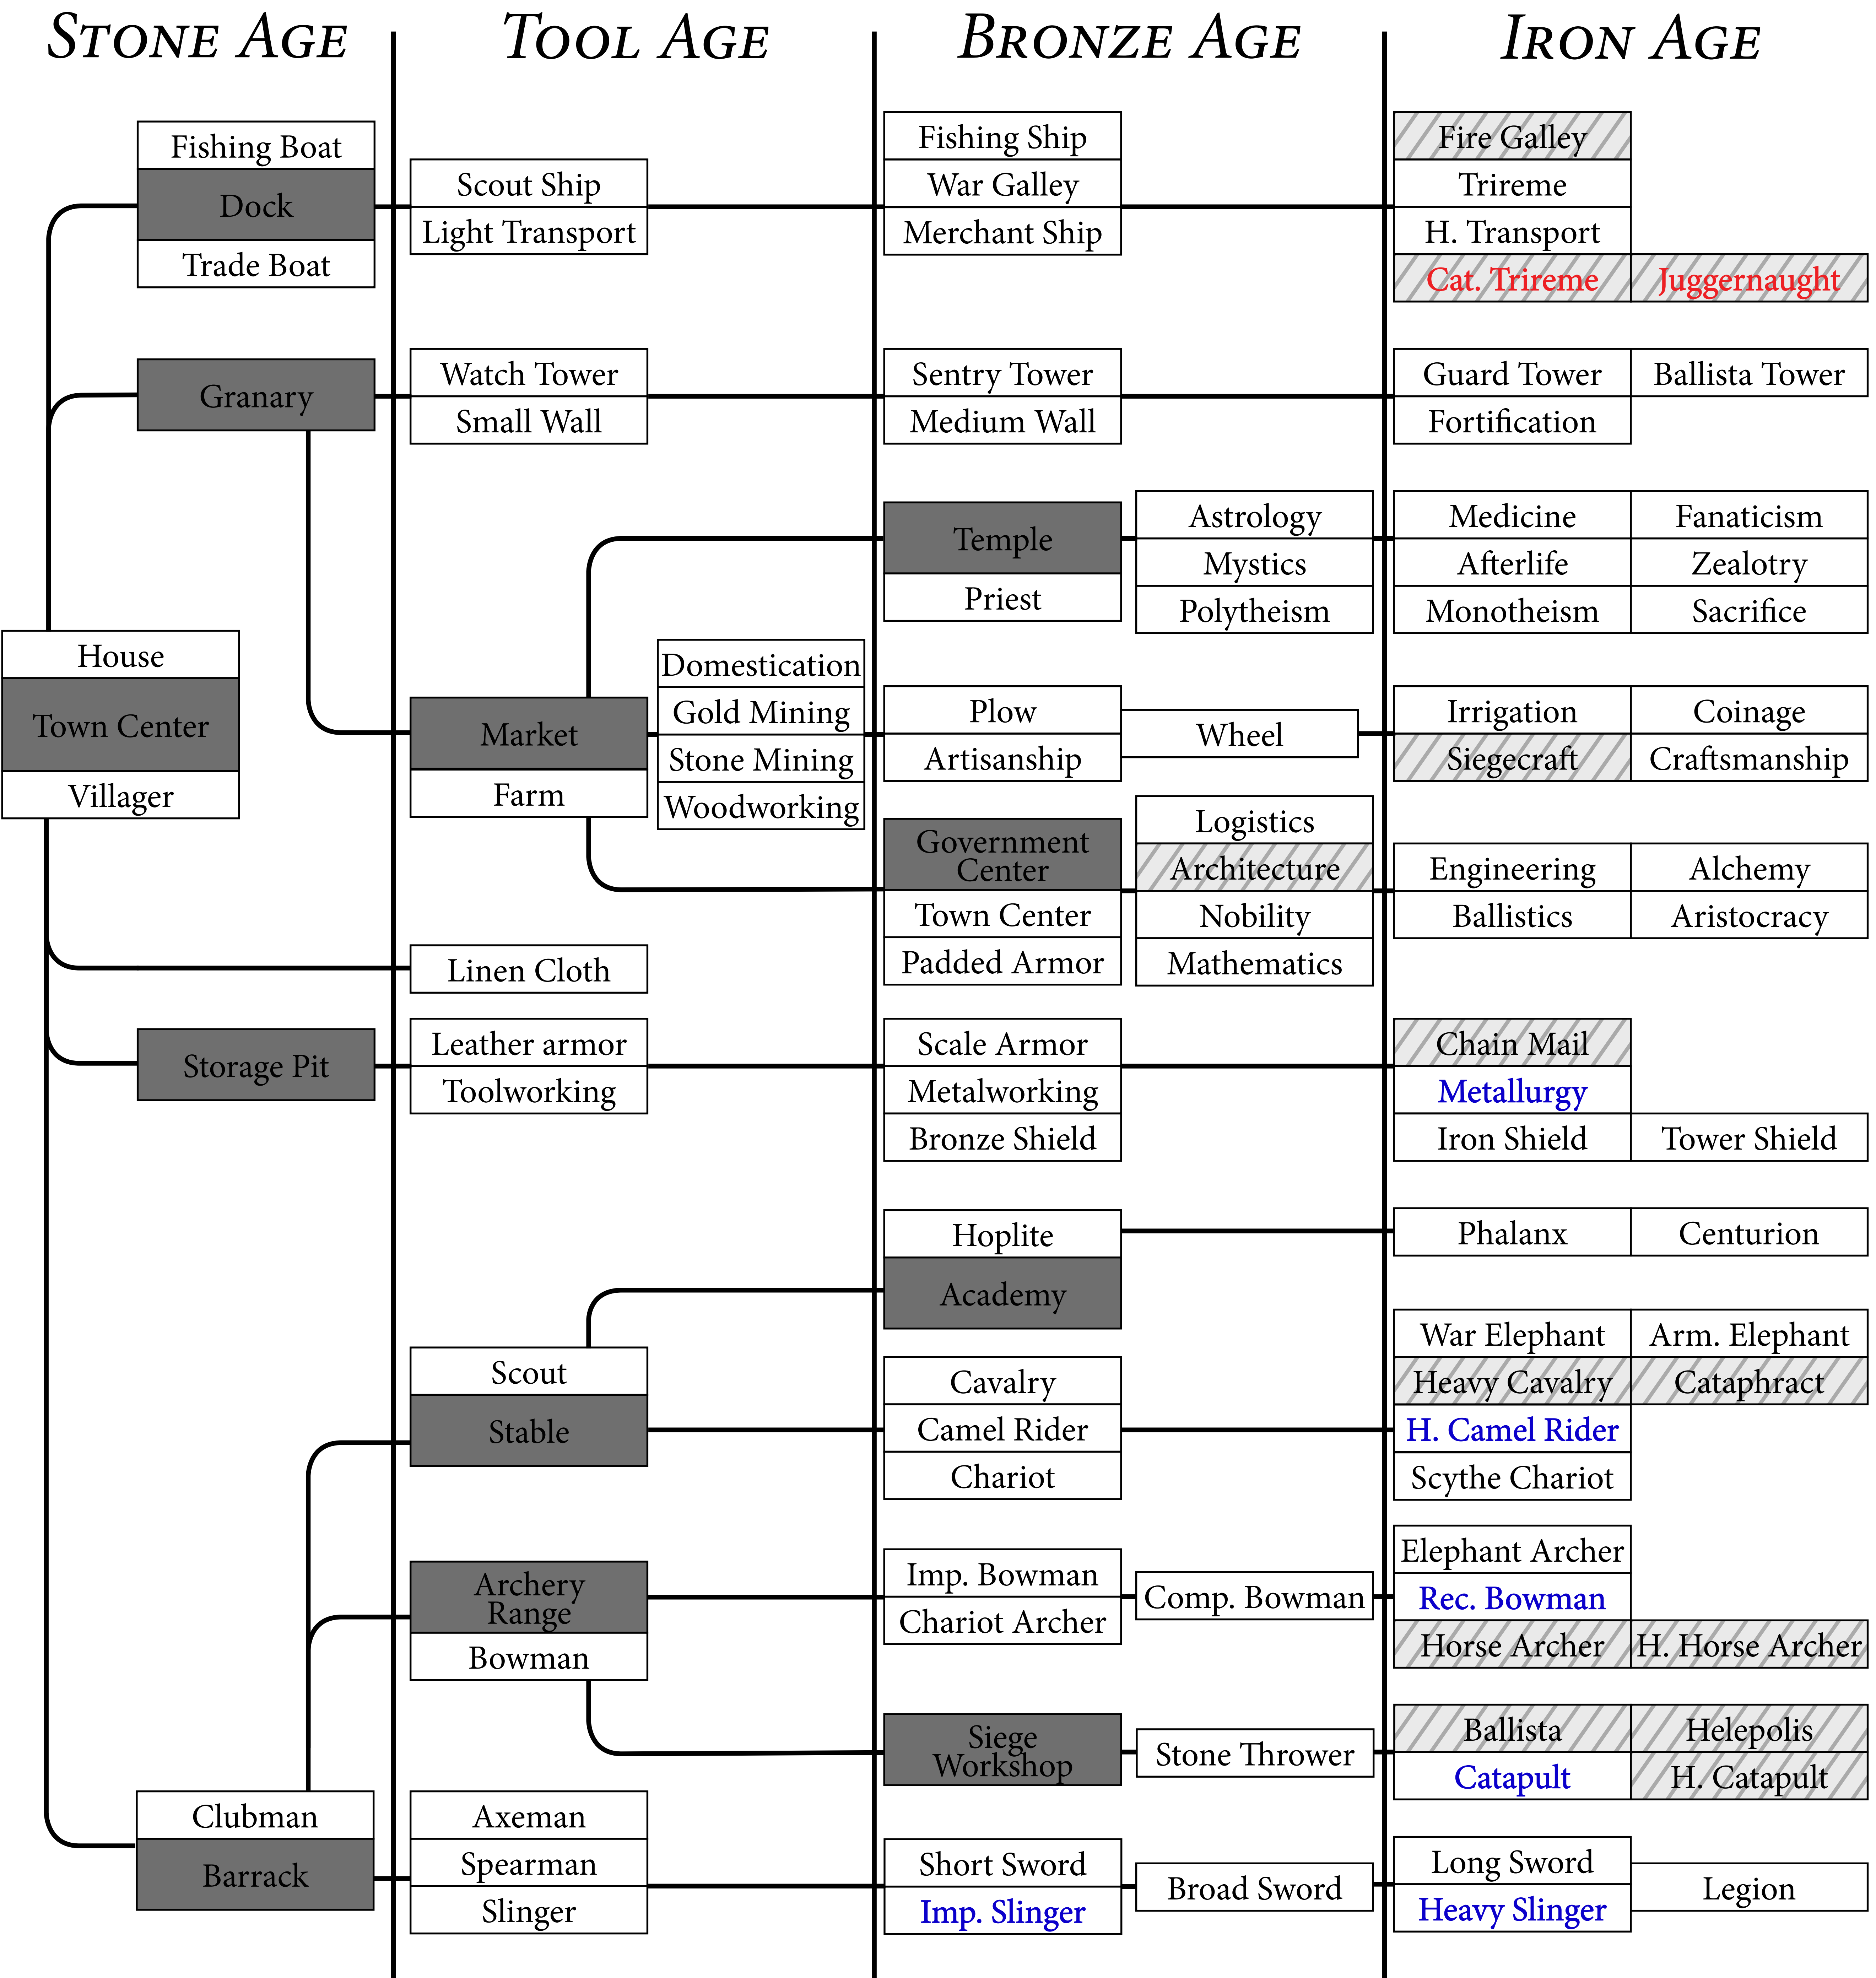 STONE AGE
TOOL AGE
BRONZE AGE
IRON AGE
Fishing Boat
Dock
Trade Boat
Scout Ship
Light Transport
Fishing Ship
War Galley
Merchant Ship
Fire Galley
Trireme
H. Transport
Cat. Trireme
Juggernaught
Granary
Watch Tower
Small Wall
Sentry Tower
Medium Wall
Guard Tower
Ballista Tower
Fortification
Temple
Priest
Astrology
Mystics
Polytheism
Medicine
Fanaticism
Afterlife
Zealotry
Monotheism
Sacrifice
House
Town Center
Villager
Market
Farm
Domestication
Gold Mining
Stone Mining
Woodworking
Plow
Artisanship
Wheel
Irrigation
Coinage
Siegecraft
Craftsmanship
Government
Center
Town Center
Padded Armor
Logistics
Architecture
Nobility
Mathematics
Engineering
Alchemy
Ballistics
Aristocracy
Linen Cloth
Storage Pit
Leather armor
Toolworking
Scale Armor
Metalworking
Bronze Shield
Chain Mail
Metallurgy
Iron Shield
Tower Shield
Hoplite
Academy
Phalanx
Centurion
Scout
Stable
Cavalry
Camel Rider
Chariot
War Elephant
Arm. Elephant
Heavy Cavalry
Cataphract
H. Camel Rider
Scythe Chariot
Archery
Range
Bowman
Imp. Bowman
Chariot Archer
Comp. Bowman
Elephant Archer
Rec. Bowman
Horse Archer
H. Horse Archer
Siege
Workshop
Stone Thrower
Ballista
Helepolis
Catapult
H. Catapult
Clubman
Barrack
Axeman
Spearman
Slinger
Short Sword
Imp. Slinger
Broad Sword
Long Sword
Heavy Slinger
Legion